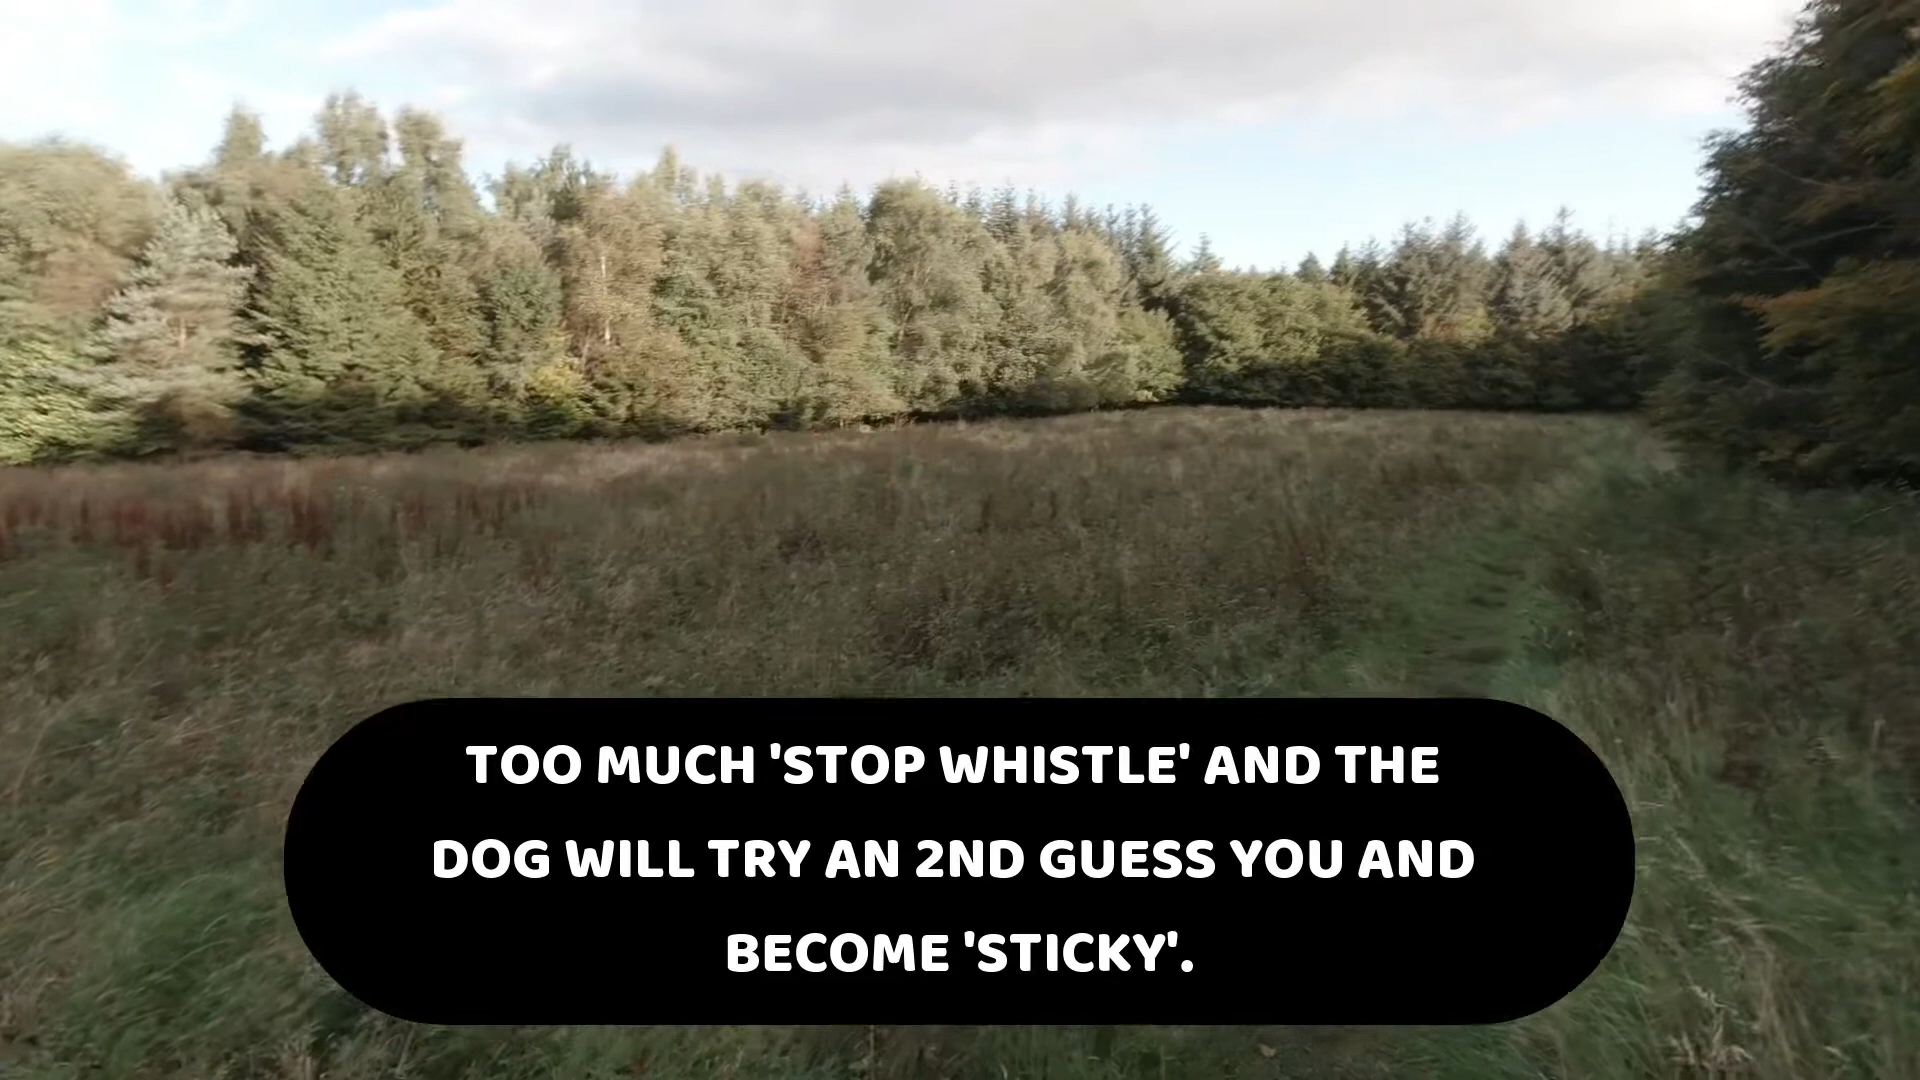 TOO MUCH 'STOP WHISTLE' AND THE
DOG WILL TRY AN 2ND GUESS YOU AND
BECOME 'STICKY'.